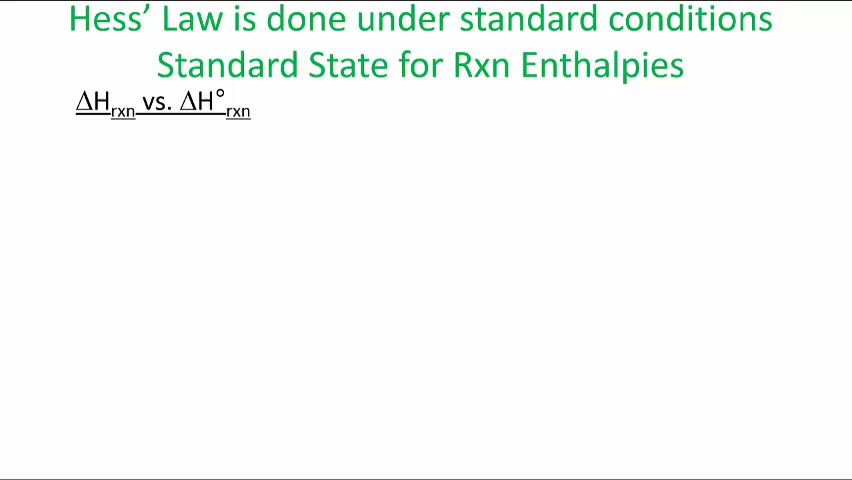 Hess’ Law is done under standard conditions
Standard State for Rxn Enthalpies
ΔHrxn vs. ΔH°rxn